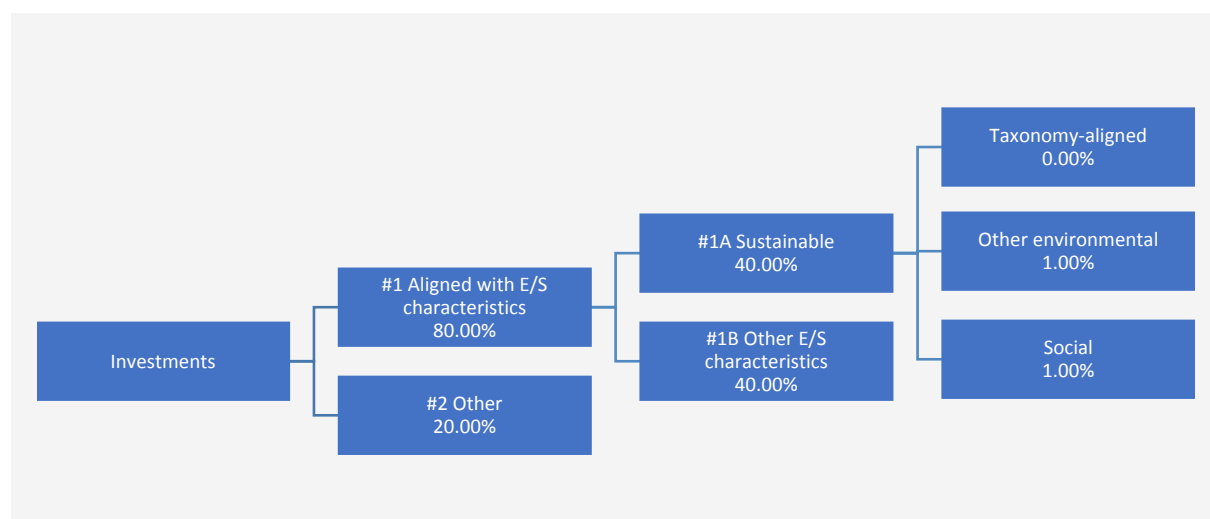 Investments
#1 Aligned with E/S
characteristics
80.00%
#2 Other
20.00%
#1A Sustainable
40.00%
#1B Other E/S
characteristics
40.00%
Taxonomy-aligned
0.00%
Other environmental
1.00%
Social
1.00%